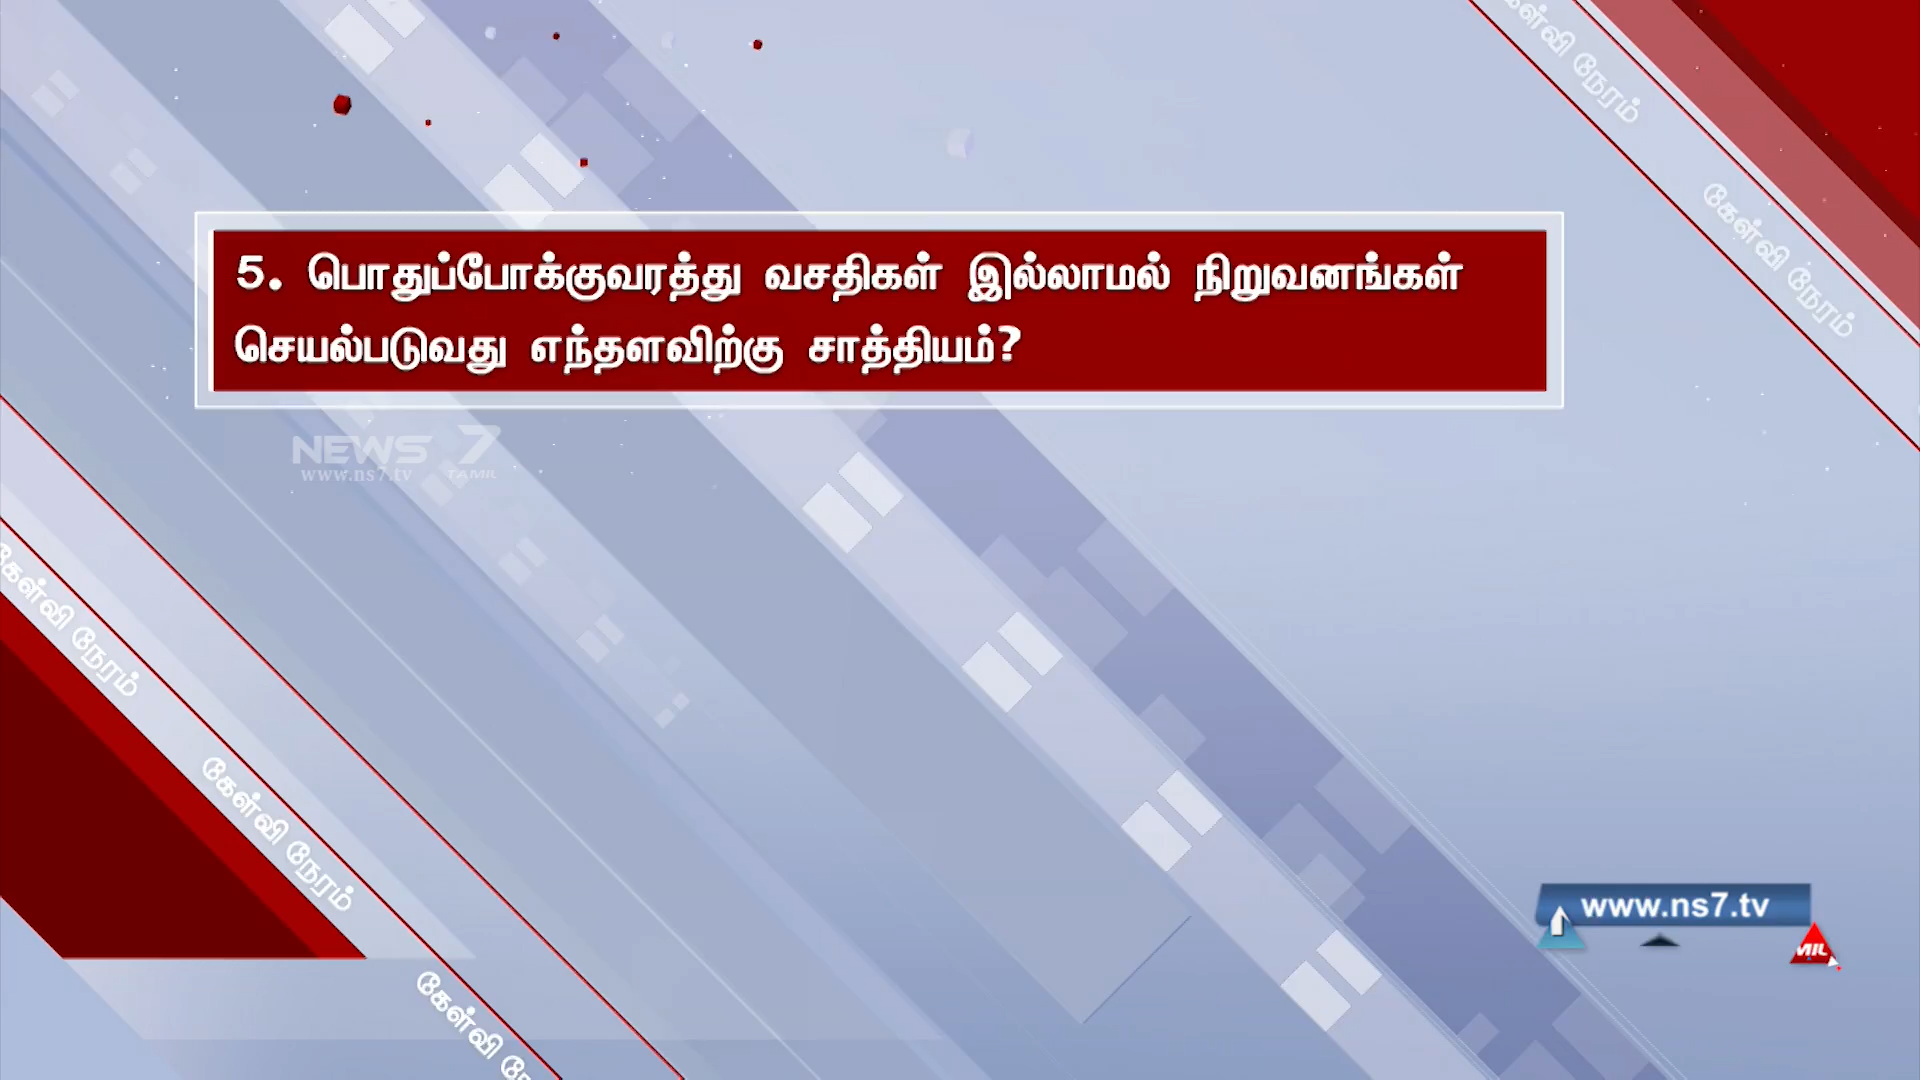 கேள்வி நேரம்
கேள்வி நேரம்
5. பொதுப்போக்குவரத்து வசதிகள் இல்லாமல் நிறுவனங்கள்
செயல்படுவது எந்தளவிற்கு சாத்தியம்?
NEWS 7
www.ns7.tv TAMIL
கேள்வி நேரம்
கேள்வி நேரம்
கேள்வி
www.ns7.tv